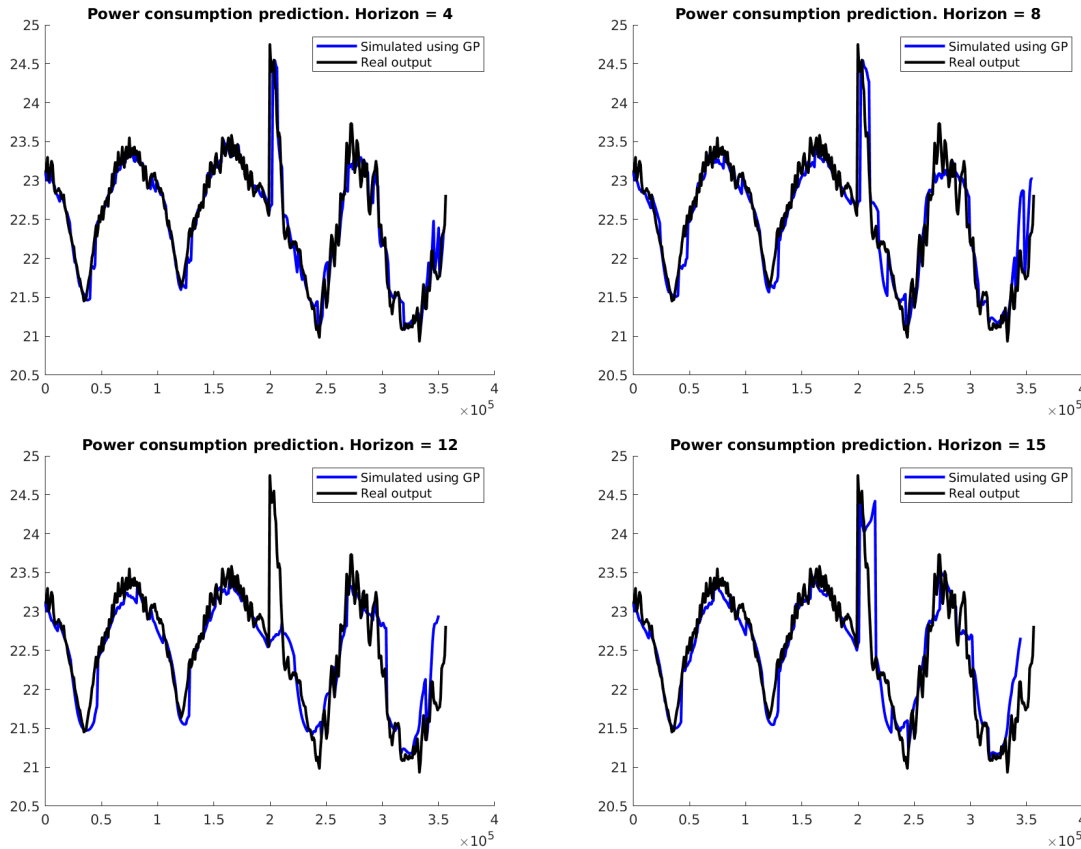 Power consumption prediction. Horizon = 4
25
24.5
24
23.5
23
22.5
22
21.5
21
20.5
0 0.5 1 1.5 2 2.5 3 3.5 4
×10^5
Simulated using GP
Real output
Power consumption prediction. Horizon = 8
25
24.5
24
23.5
23
22.5
22
21.5
21
20.5
0 0.5 1 1.5 2 2.5 3 3.5 4
×10^5
Simulated using GP
Real output
Power consumption prediction. Horizon = 12
25
24.5
24
23.5
23
22.5
22
21.5
21
20.5
0 0.5 1 1.5 2 2.5 3 3.5 4
×10^5
Simulated using GP
Real output
Power consumption prediction. Horizon = 15
25
24.5
24
23.5
23
22.5
22
21.5
21
20.5
0 0.5 1 1.5 2 2.5 3 3.5 4
×10^5
Simulated using GP
Real output